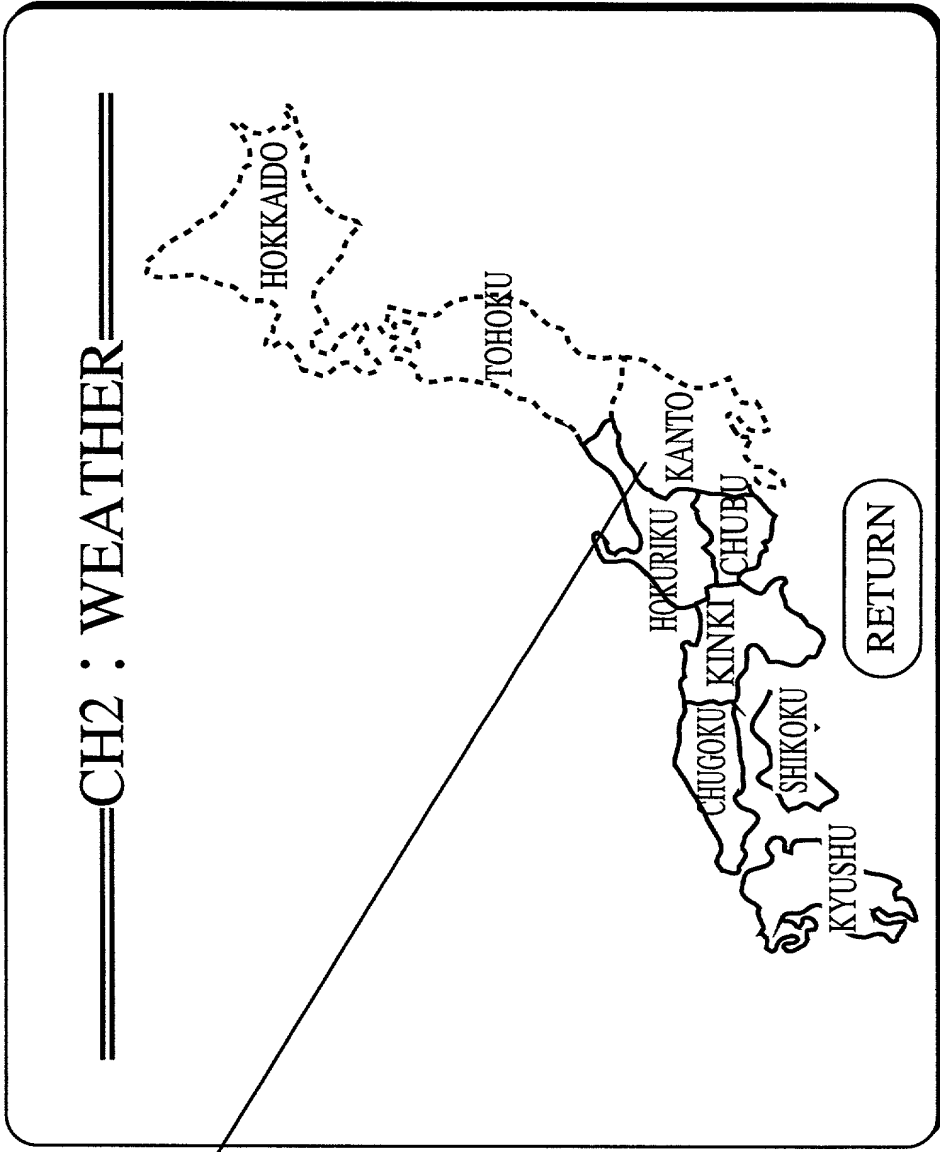 CH2 : WEATHER
HOKKAIDO
TOHOKU
KANTO
HOKURIKU
CHUBU
KINKI
CHUGOKU
SHIKOKU
KYUSHU
RETURN